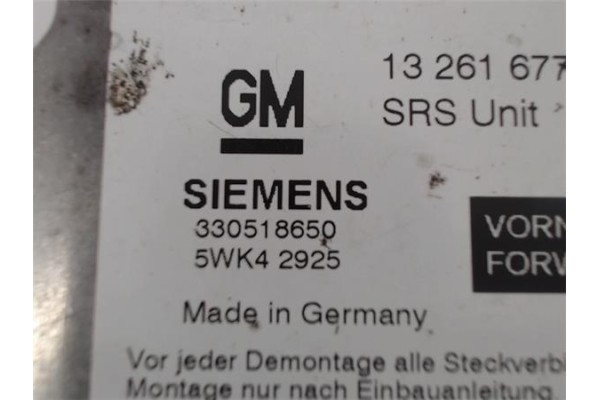 GM
13 261 677
SRS Unit
SIEMENS
330518650
5WK4 2925
VORN
FORW
Made in Germany
Vor jeder Demontage alle Steckverbi
Montage nur nach Einbauanleitung.